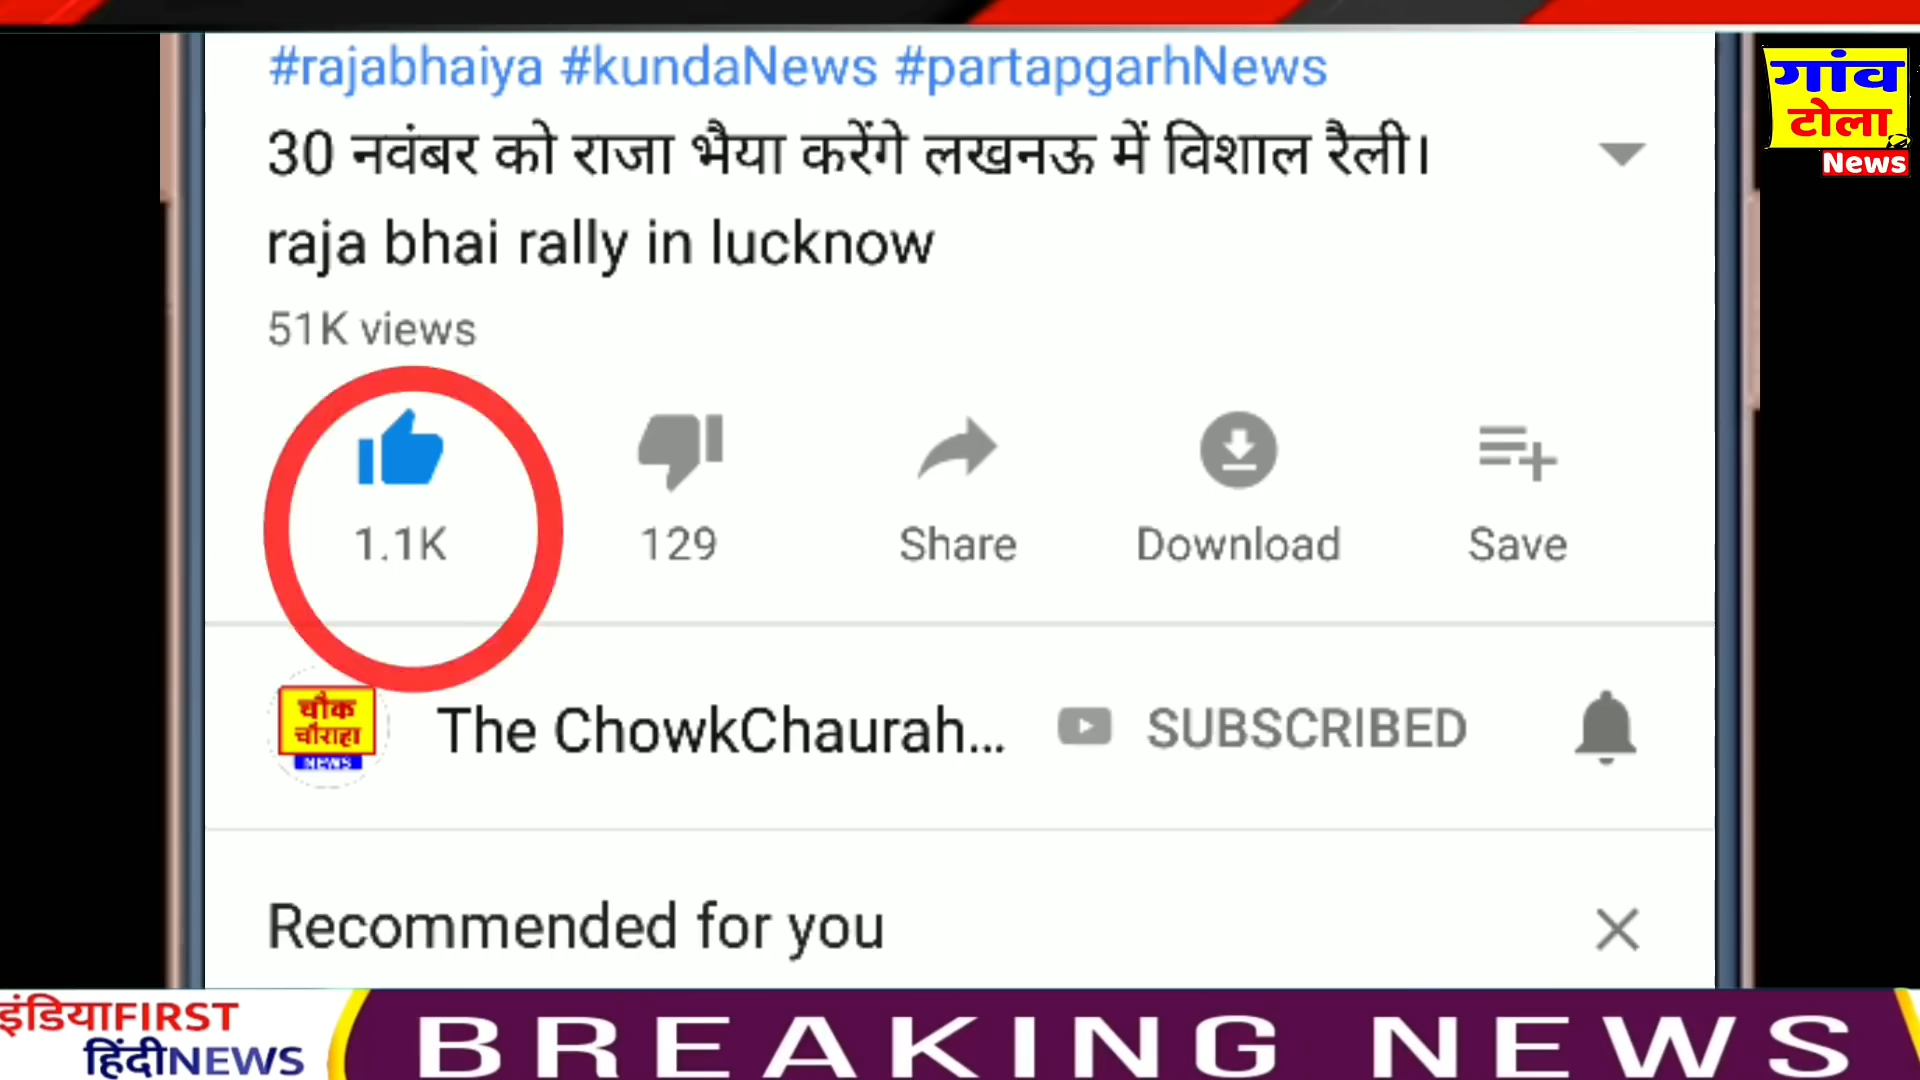 #rajabhaiya #kundaNews #partapgarhNews
30 नवंबर को राजा भैया करेंगे लखनऊ में विशाल रैली।
raja bhai rally in lucknow
51K views
1.1K
129
Share
Download
Save
चौक
चौराहा
NEWS
The ChowkChaurah...
SUBSCRIBED
Recommended for you
गांव
टोला
News
इंडियाFIRST
हिंदीNEWS
BREAKING NEWS